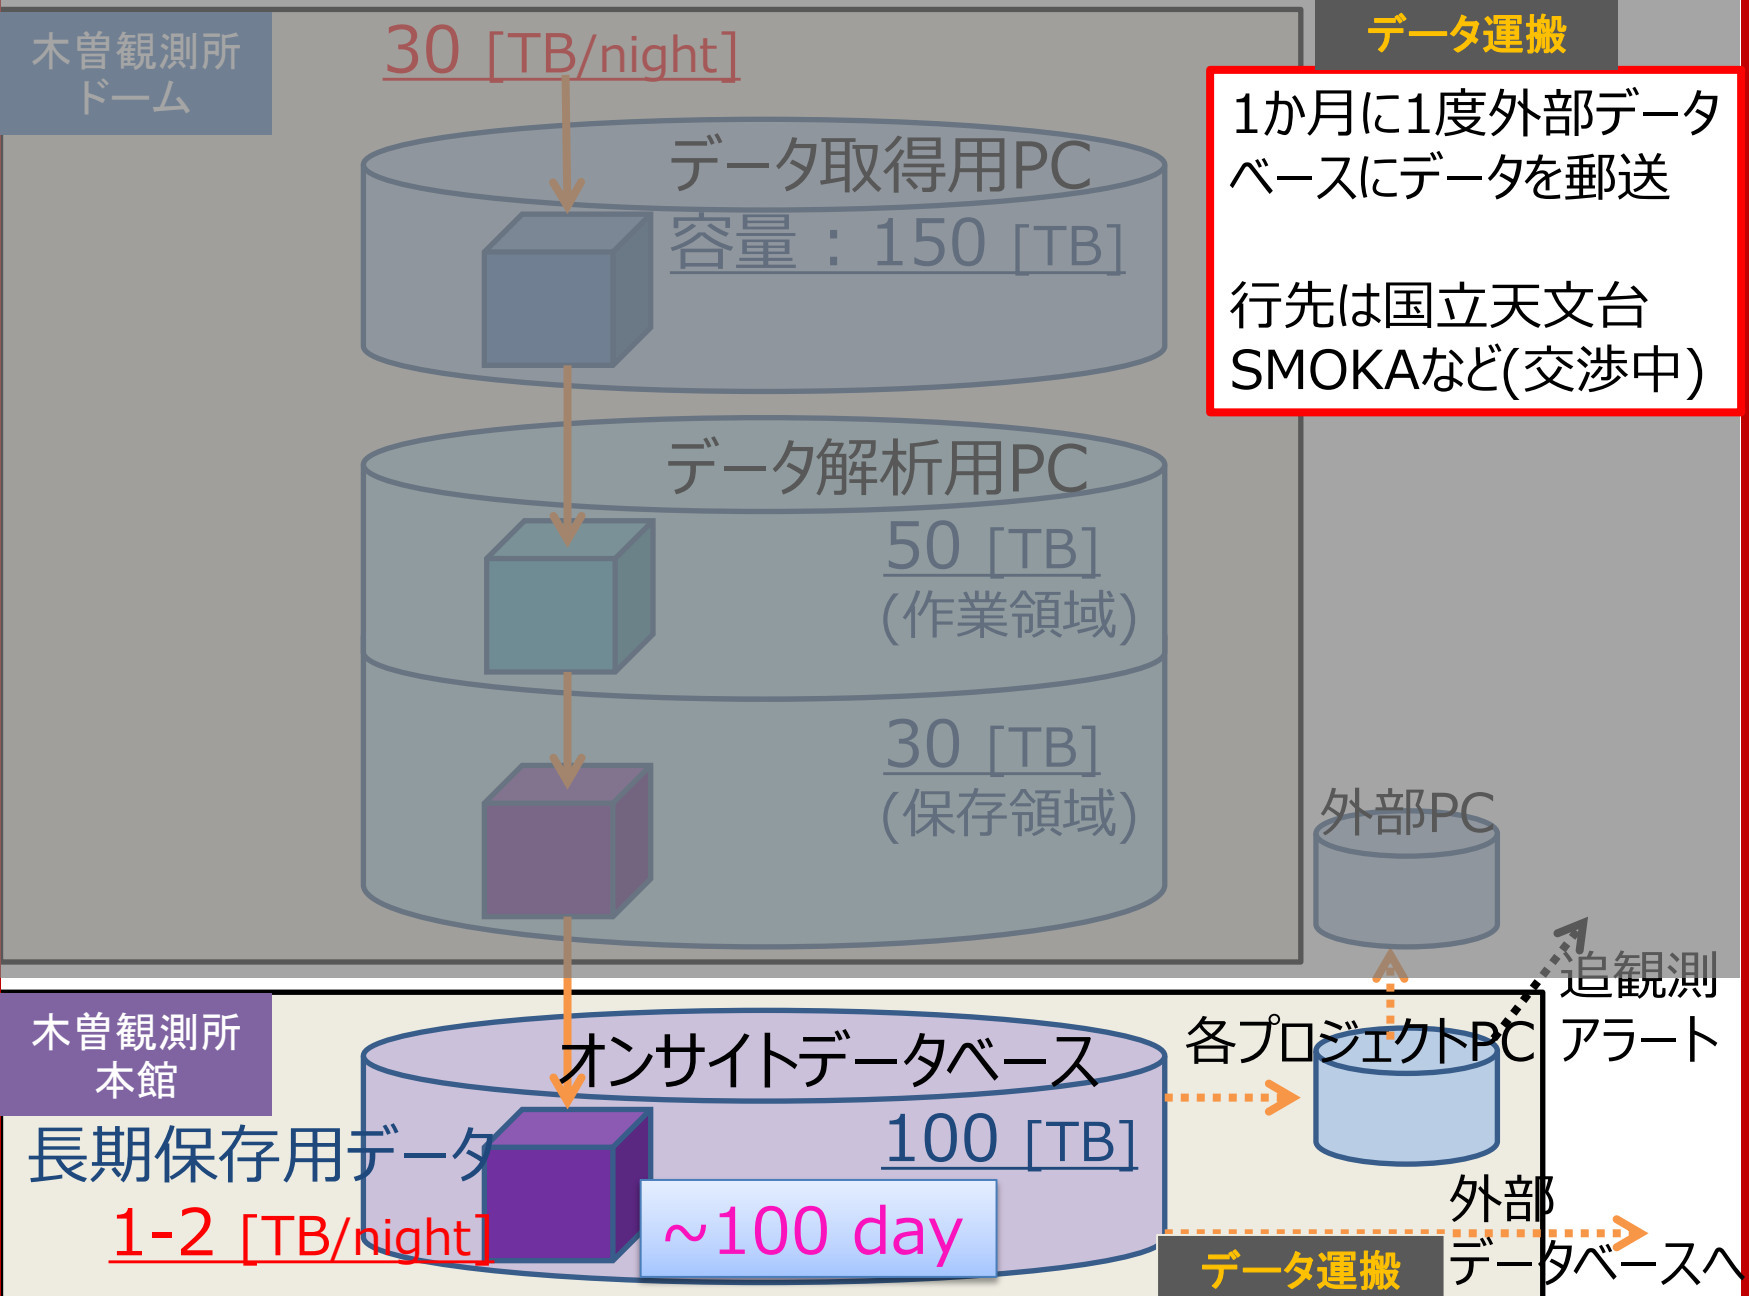 木曽観測所
ドーム
30 [TB/night]
データ運搬
1か月に1度外部データ
ベースにデータを郵送
行先は国立天文台
SMOKAなど(交渉中)
データ取得用PC
容量：150 [TB]
データ解析用PC
50 [TB]
(作業領域)
30 [TB]
(保存領域)
外部PC
追観測
アラート
木曽観測所
本館
オンサイトデータベース
各プロジェクトPC
長期保存用データ
100 [TB]
1-2 [TB/night]
~100 day
外部
データベースへ
データ運搬